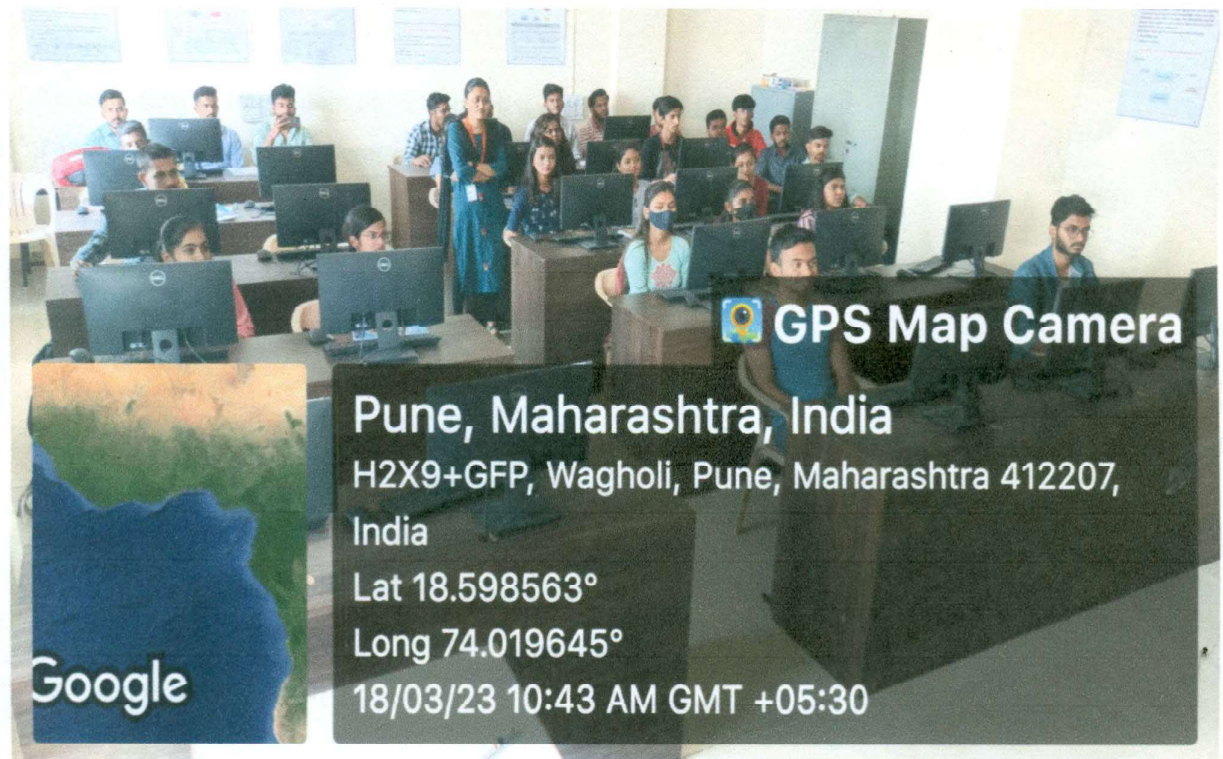 GPS Map Camera
Pune, Maharashtra, India
H2X9+GFP, Wagholi, Pune, Maharashtra 412207,
India
Lat 18.598563°
Long 74.019645°
18/03/23 10:43 AM GMT +05:30
Google